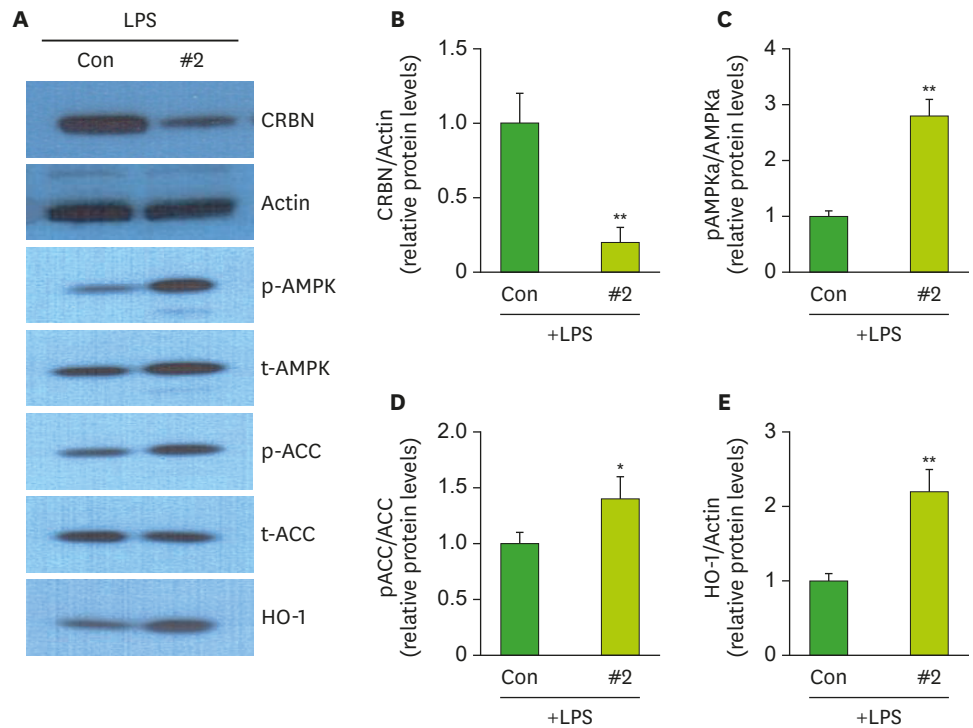 A
LPS
Con #2
CRBN
Actin
p-AMPK
t-AMPK
p-ACC
t-ACC
HO-1
B
CRBN/Actin
(relative protein levels)
1.5
1.0
0.5
0
**
Con #2
+LPS
C
pAMPKa/AMPKa
(relative protein levels)
4
3
2
1
0
**
Con #2
+LPS
D
pACC/ACC
(relative protein levels)
2.0
1.5
1.0
0.5
0
*
Con #2
+LPS
E
HO-1/Actin
(relative protein levels)
3
2
1
0
**
Con #2
+LPS